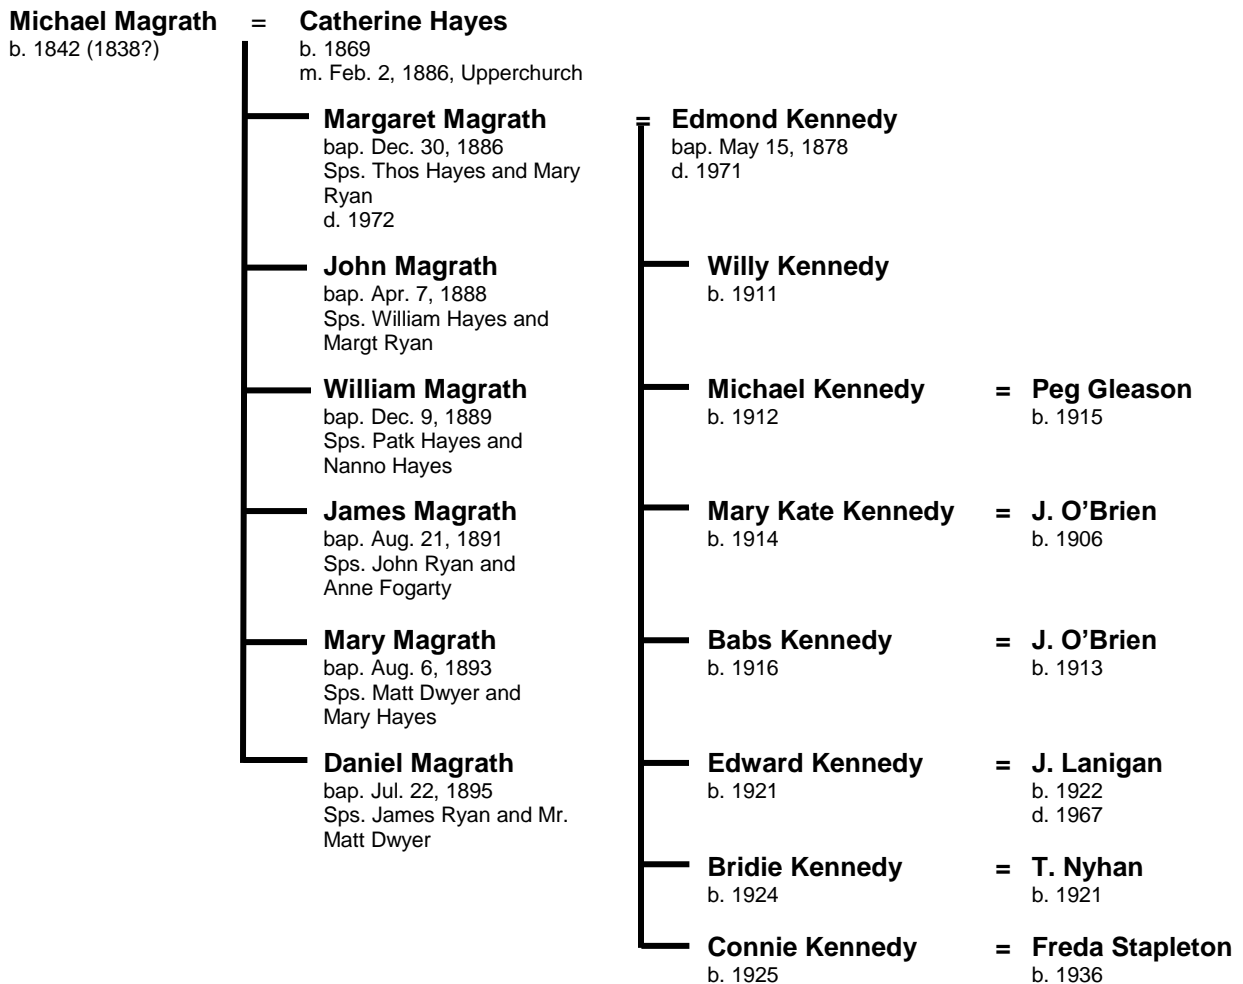 Michael Magrath = Catherine Hayes
b. 1842 (1838?) b. 1869
m. Feb. 2, 1886, Upperchurch
Margaret Magrath = Edmond Kennedy
bap. Dec. 30, 1886 bap. May 15, 1878
Sps. Thos Hayes and Mary d. 1971
Ryan
d. 1972
John Magrath Willy Kennedy
bap. Apr. 7, 1888 b. 1911
Sps. William Hayes and
Margt Ryan
William Magrath Michael Kennedy = Peg Gleason
bap. Dec. 9, 1889 b. 1912 b. 1915
Sps. Patk Hayes and
Nanno Hayes
James Magrath Mary Kate Kennedy = J. O’Brien
bap. Aug. 21, 1891 b. 1914 b. 1906
Sps. John Ryan and
Anne Fogarty
Mary Magrath Babs Kennedy = J. O’Brien
bap. Aug. 6, 1893 b. 1916 b. 1913
Sps. Matt Dwyer and
Mary Hayes
Daniel Magrath Edward Kennedy = J. Lanigan
bap. Jul. 22, 1895 b. 1921 b. 1922
Sps. James Ryan and Mr. d. 1967
Matt Dwyer
Bridie Kennedy = T. Nyhan
b. 1924 b. 1921
Connie Kennedy = Freda Stapleton
b. 1925 b. 1936